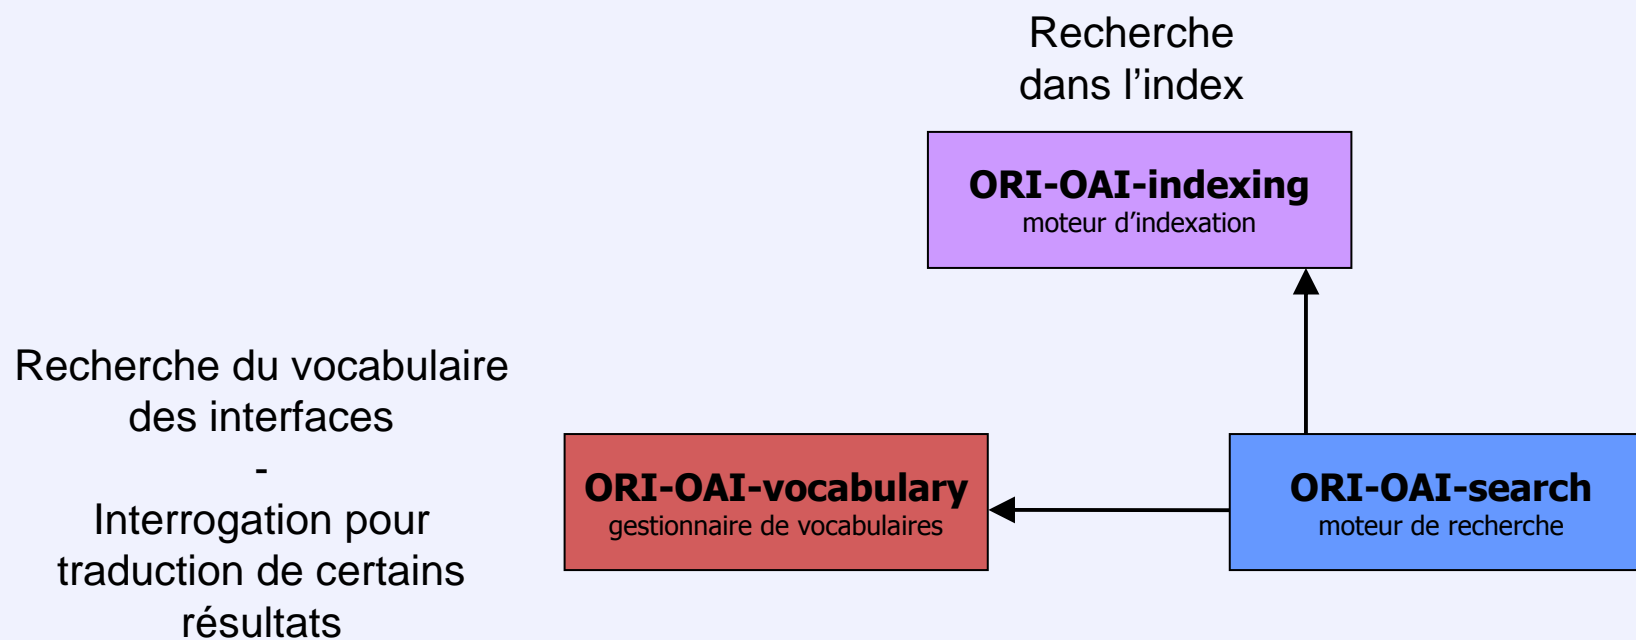 Recherche
dans l’index
ORI-OAI-indexing
moteur d’indexation
Recherche du vocabulaire
des interfaces
-
Interrogation pour
traduction de certains
résultats
ORI-OAI-vocabulary
gestionnaire de vocabulaires
ORI-OAI-search
moteur de recherche